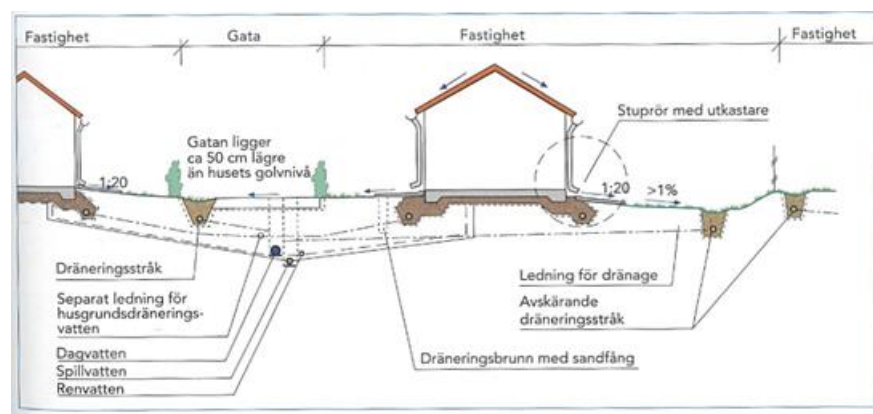 Fastighet
Gata
Fastighet
Fastighet
Stuprör med utkastare
Gatan ligger
ca 50 cm lägre
än husets golvnivå
1:20
1:20
>1%
Dräneringsstråk
Separat ledning för
husgrundsdränerings-
vatten
Dagvatten
Spillvatten
Renvatten
Dräneringsbrunn med sandfång
Ledning för dränage
Avskärande
dräneringsstråk